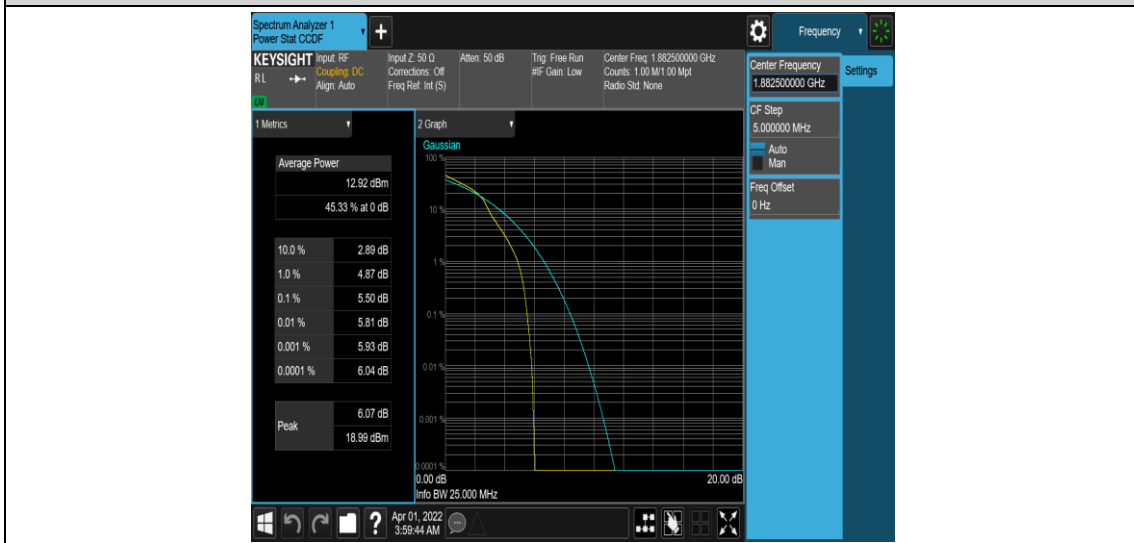 Spectrum Analyzer 1
Power Stat CCDF
Frequency
KEYSIGHT
RL
Input: RF
Coupling: DC
Align: Auto
Input Z: 50 Ω
Corrections: Off
Freq Ref: Int (S)
Atten: 50 dB
Trig: Free Run
#IF Gain: Low
Center Freq: 1.882500000 GHz
Counts: 1.00 M/1.00 Mpt
Radio Std: None
Center Frequency
1.882500000 GHz
Settings
CF Step
5.000000 MHz
Auto
Man
Freq Offset
0 Hz
1 Metrics
Average Power
12.92 dBm
45.33 % at 0 dB
10.0 % 2.89 dB
1.0 % 4.87 dB
0.1 % 5.50 dB
0.01 % 5.81 dB
0.001 % 5.93 dB
0.0001 % 6.04 dB
Peak
6.07 dB
18.99 dBm
2 Graph
Gaussian
100 %
10 %
1 %
0.1 %
0.01 %
0.001 %
0.0001 %
0.00 dB 20.00 dB
Info BW 25.000 MHz
?
Apr 01, 2022
3:59:44 AM